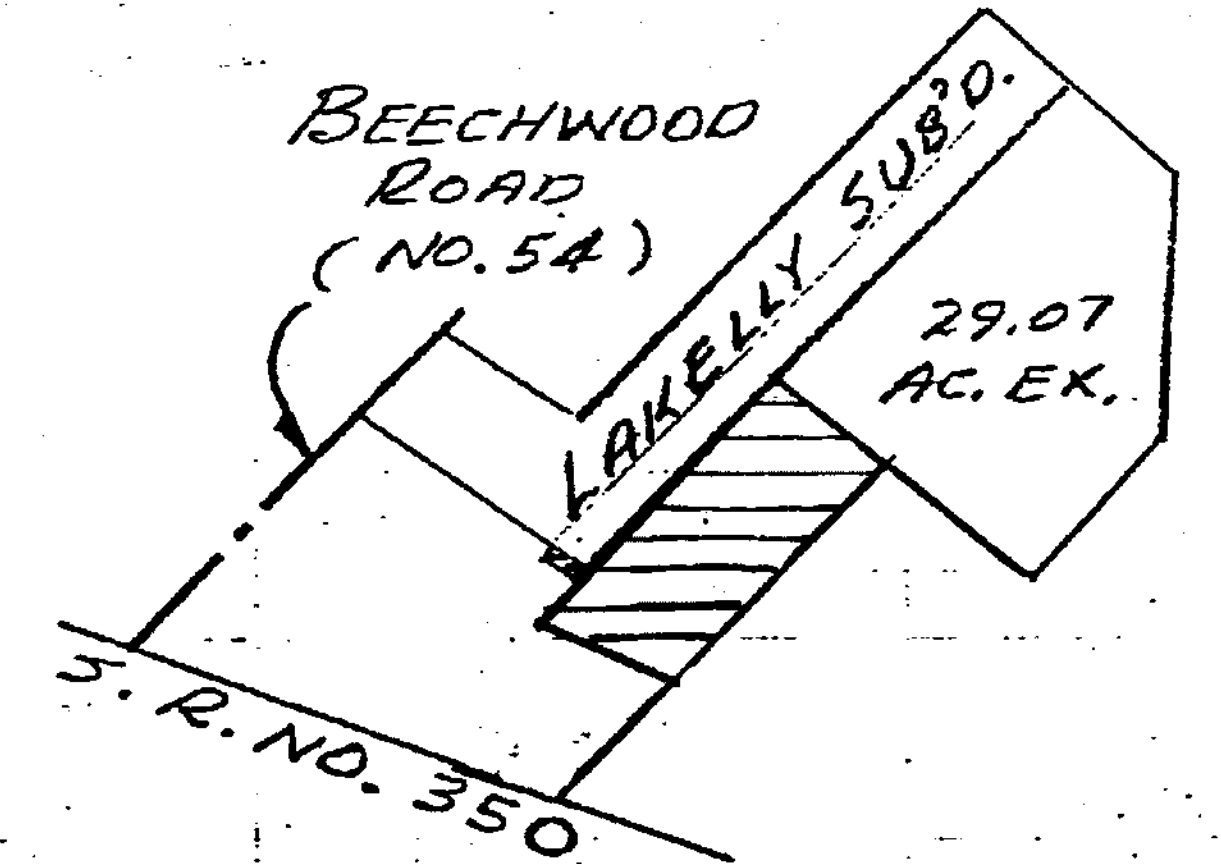 BEECHWOOD
ROAD
(NO. 54)
LAKELLY SUB'D.
29.07
AC. EX.
S. R. NO. 350